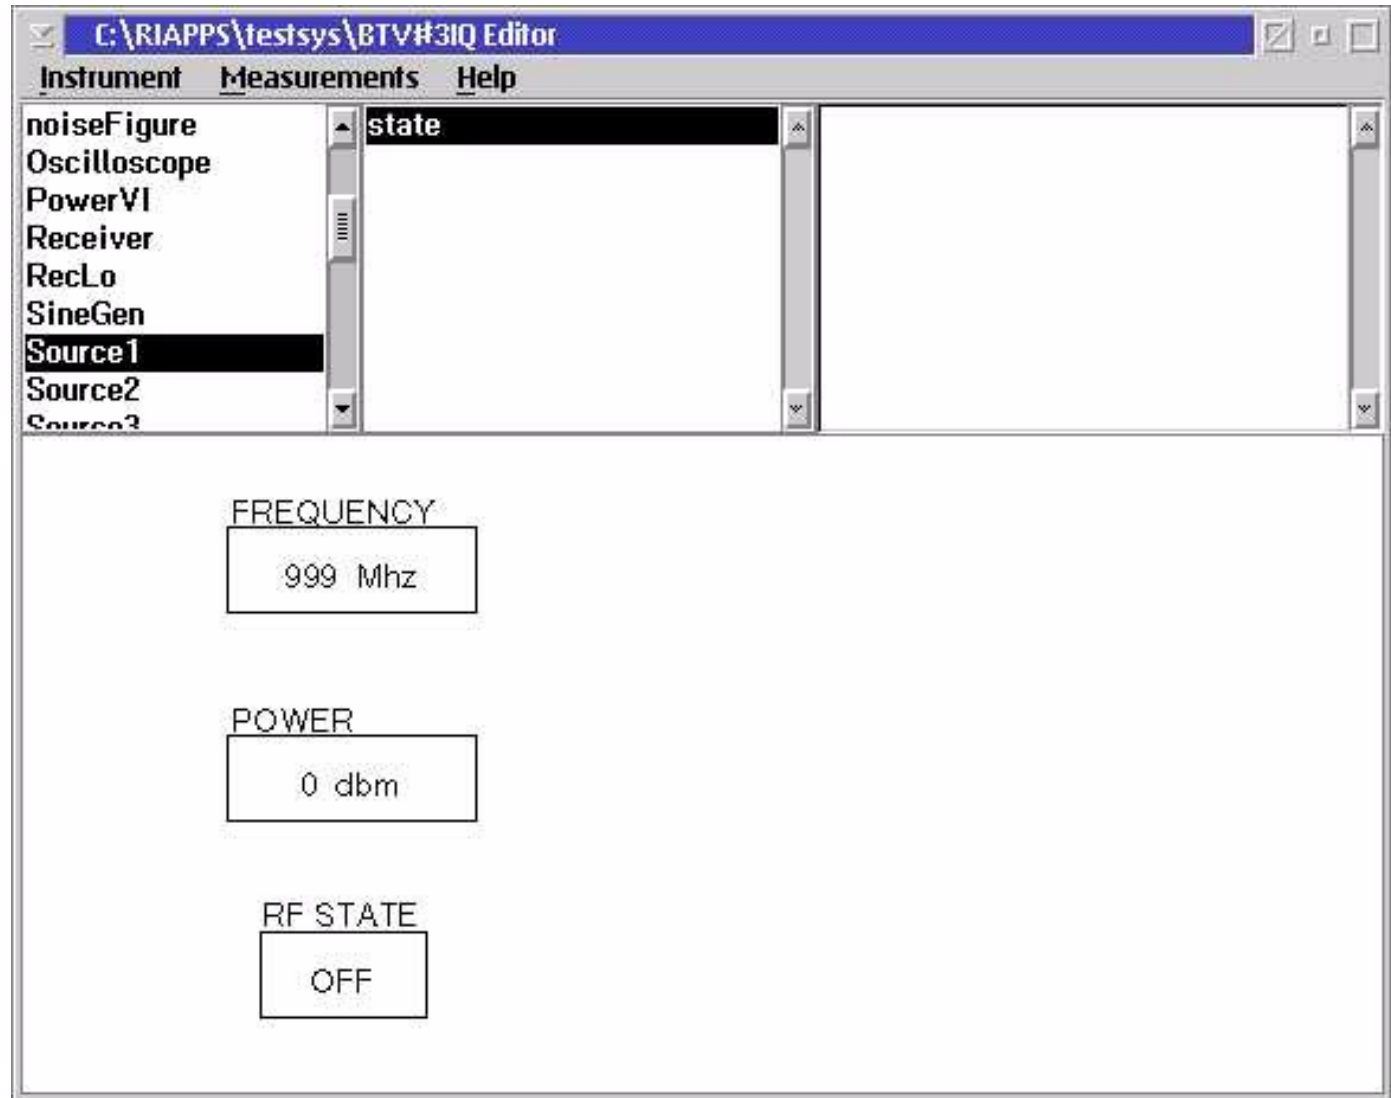 C:\RIAPPS\testsys\BTV#3IQ Editor
Instrument Measurements Help
noiseFigure
Oscilloscope
PowerVI
Receiver
RecLo
SineGen
Source1
Source2
Source3
state
FREQUENCY
999 Mhz
POWER
0 dbm
RF STATE
OFF